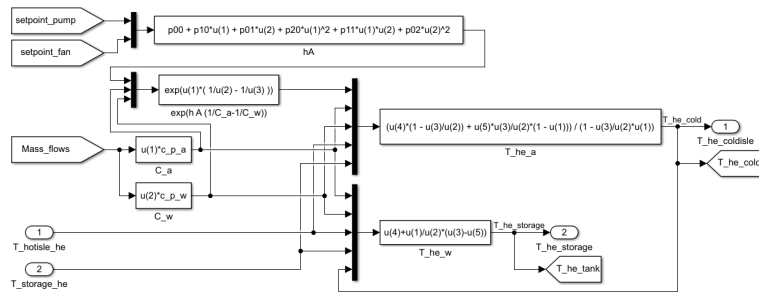 setpoint_pump
setpoint_fan
p00 + p10*u(1) + p01*u(2) + p20*u(1)^2 + p11*u(1)*u(2) + p02*u(2)^2
hA
exp(u(1)*( 1/u(2) - 1/u(3) ))
exp(h A (1/C_a-1/C_w))
Mass_flows
u(1)*c_p_a
C_a
u(2)*c_p_w
C_w
(u(4)*(1 - u(3)/u(2)) + u(5)*u(3)/u(2)*(1 - u(1))) / (1 - u(3)/u(2)*u(1))
T_he_a
T_he_cold
1
T_he_coldisle
T_he_cold
1
T_hotisle_he
2
T_storage_he
u(4)+u(1)/u(2)*(u(3)-u(5))
T_he_w
T_he_storage
2
T_he_storage
T_he_tank